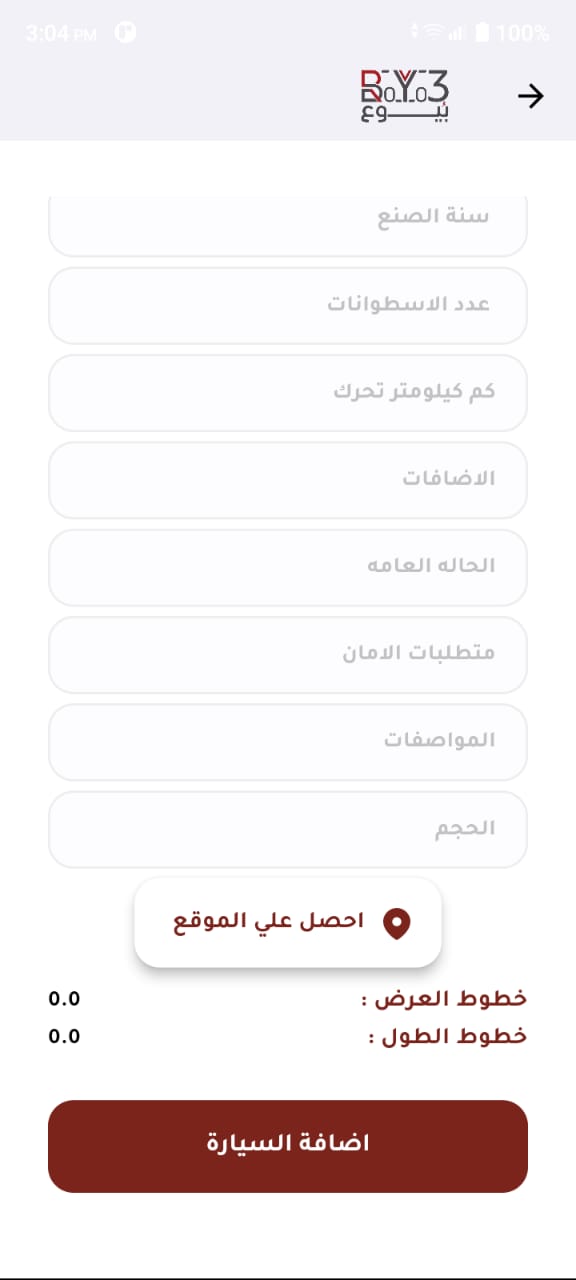 3:04 PM
100%
BoYo3
بيـــوع
سنة الصنع
عدد الاسطوانات
كم كيلومتر تحرك
الاضافات
الحاله العامه
متطلبات الامان
المواصفات
الحجم
احصل علي الموقع
خطوط العرض : 0.0
خطوط الطول : 0.0
اضافة السيارة